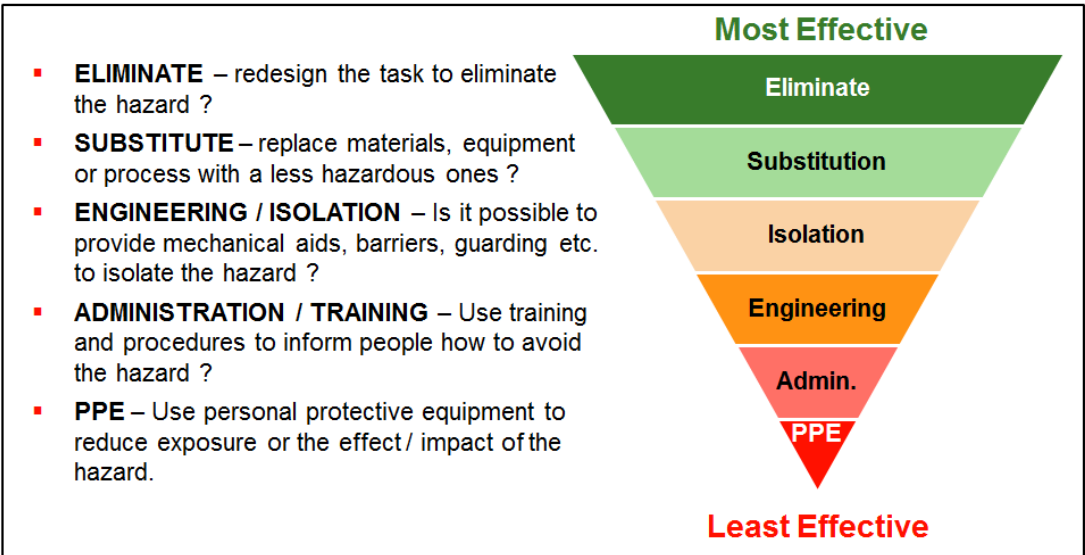 Most Effective
▪ ELIMINATE – redesign the task to eliminate
the hazard ?
▪ SUBSTITUTE – replace materials, equipment
or process with a less hazardous ones ?
▪ ENGINEERING / ISOLATION – Is it possible to
provide mechanical aids, barriers, guarding etc.
to isolate the hazard ?
▪ ADMINISTRATION / TRAINING – Use training
and procedures to inform people how to avoid
the hazard ?
▪ PPE – Use personal protective equipment to
reduce exposure or the effect / impact of the
hazard.
Eliminate
Substitution
Isolation
Engineering
Admin.
PPE
Least Effective